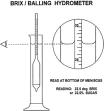 BRIX / BALLING HYDROMETER
READ AT BOTTOM OF MENISCUS
READING: 22.5 deg. BRIX
or 22.5% SUGAR